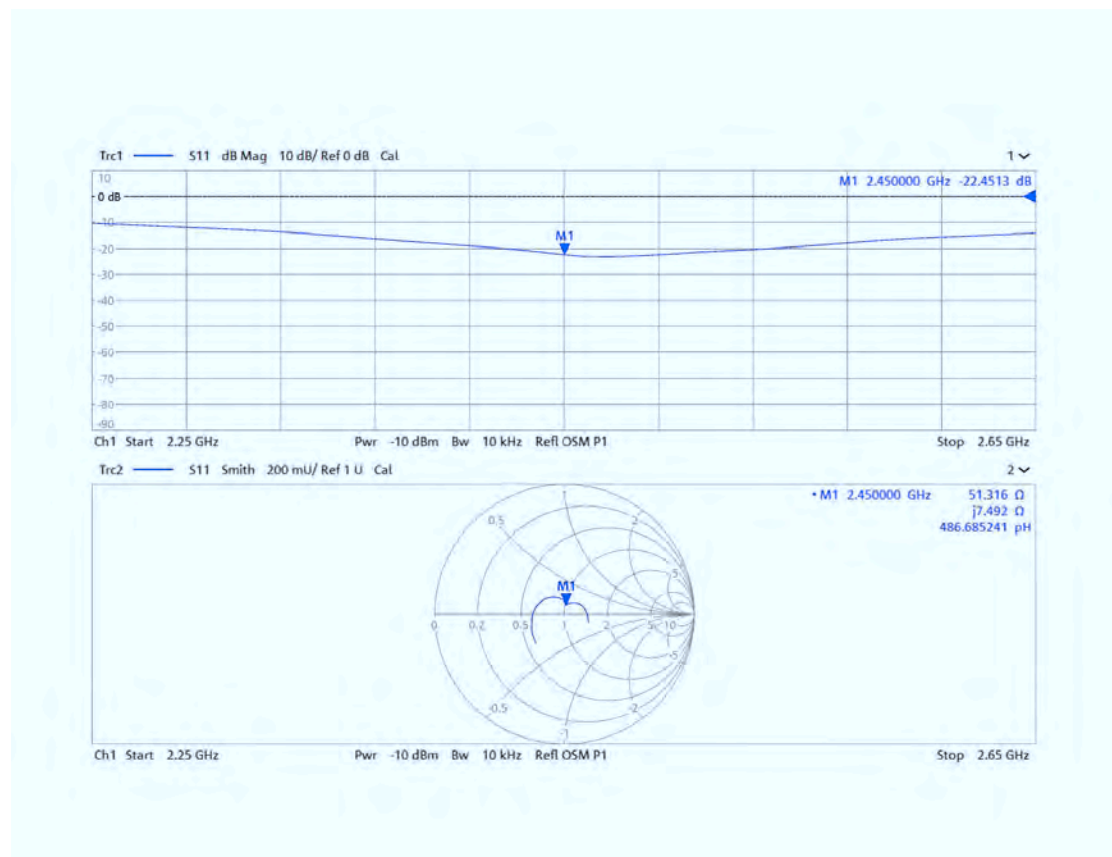 Trc1 S11 dB Mag 10 dB/ Ref 0 dB Cal 1
10
M1 2.450000 GHz -22.4513 dB
0 dB
-10
M1
-20
-30
-40
-50
-60
-70
-80
-90
Ch1 Start 2.25 GHz Pwr -10 dBm Bw 10 kHz Refl OSM P1 Stop 2.65 GHz
Trc2 S11 Smith 200 mU/ Ref 1 U Cal 2
• M1 2.450000 GHz 51.316 Ω
j7.492 Ω
486.685241 pH
1
0.5 2
5
M1
0 0.2 0.5 1 2 5 10
-5
-0.5 -2
-1
Ch1 Start 2.25 GHz Pwr -10 dBm Bw 10 kHz Refl OSM P1 Stop 2.65 GHz